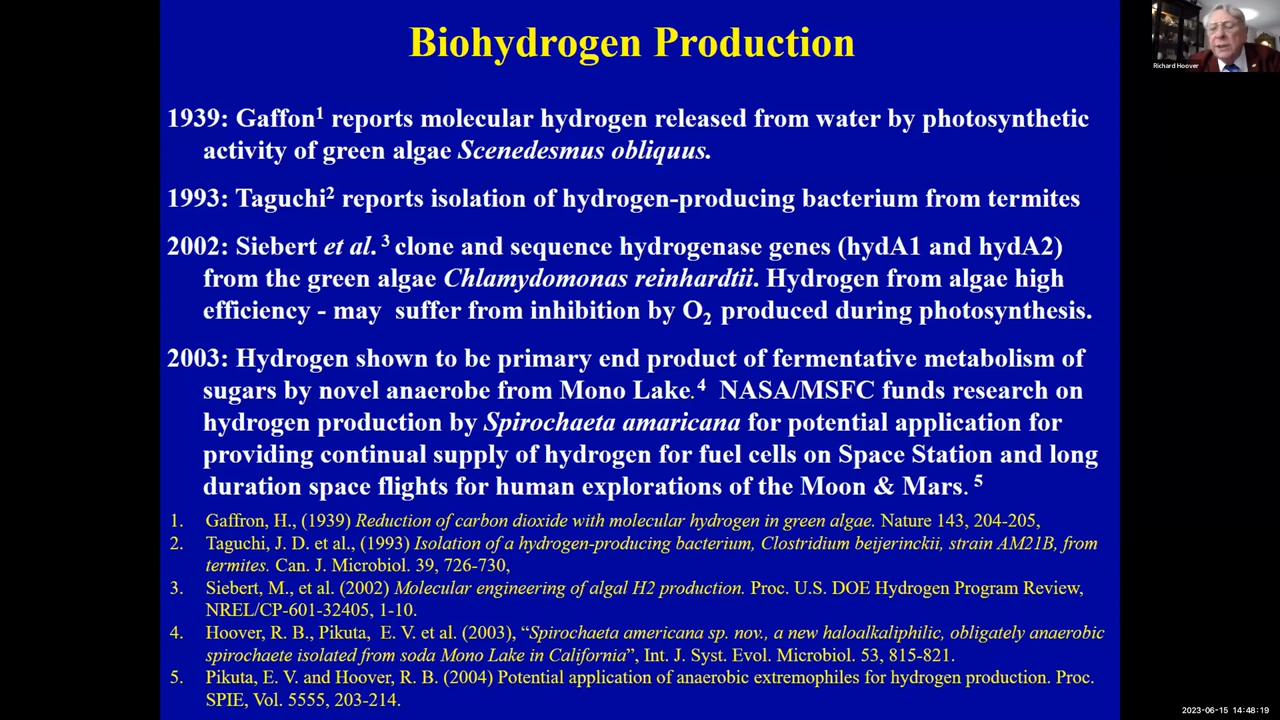 Biohydrogen Production
Richard Hoover
1939: Gaffon1 reports molecular hydrogen released from water by photosynthetic
activity of green algae Scenedesmus obliquus.
1993: Taguchi2 reports isolation of hydrogen-producing bacterium from termites
2002: Siebert et al. 3 clone and sequence hydrogenase genes (hydA1 and hydA2)
from the green algae Chlamydomonas reinhardtii. Hydrogen from algae high
efficiency - may suffer from inhibition by O2 produced during photosynthesis.
2003: Hydrogen shown to be primary end product of fermentative metabolism of
sugars by novel anaerobe from Mono Lake.4 NASA/MSFC funds research on
hydrogen production by Spirochaeta amaricana for potential application for
providing continual supply of hydrogen for fuel cells on Space Station and long
duration space flights for human explorations of the Moon & Mars. 5
1. Gaffron, H., (1939) Reduction of carbon dioxide with molecular hydrogen in green algae. Nature 143, 204-205,
2. Taguchi, J. D. et al., (1993) Isolation of a hydrogen-producing bacterium, Clostridium beijerinckii, strain AM21B, from
termites. Can. J. Microbiol. 39, 726-730,
3. Siebert, M., et al. (2002) Molecular engineering of algal H2 production. Proc. U.S. DOE Hydrogen Program Review,
NREL/CP-601-32405, 1-10.
4. Hoover, R. B., Pikuta, E. V. et al. (2003), “Spirochaeta americana sp. nov., a new haloalkaliphilic, obligately anaerobic
spirochaete isolated from soda Mono Lake in California”, Int. J. Syst. Evol. Microbiol. 53, 815-821.
5. Pikuta, E. V. and Hoover, R. B. (2004) Potential application of anaerobic extremophiles for hydrogen production. Proc.
SPIE, Vol. 5555, 203-214.
2023-06-15 14:48:19